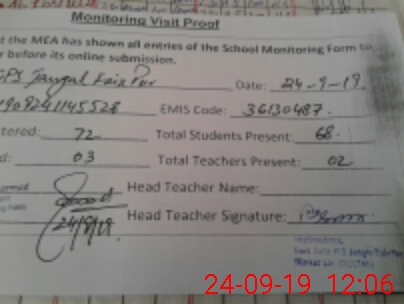 Monitoring Visit Proof
t the MEA has shown all entries of the School Monitoring Form to
r before its online submission.
GPS Jangal Faiz Pur Date: 24-9-19.
1909241145528 EMIS Code: 36130487.
tered: 72 Total Students Present: 68.
d: 03 Total Teachers Present: 02
Head Teacher Name:
24/9/19. Head Teacher Signature:
24-09-19 12:06